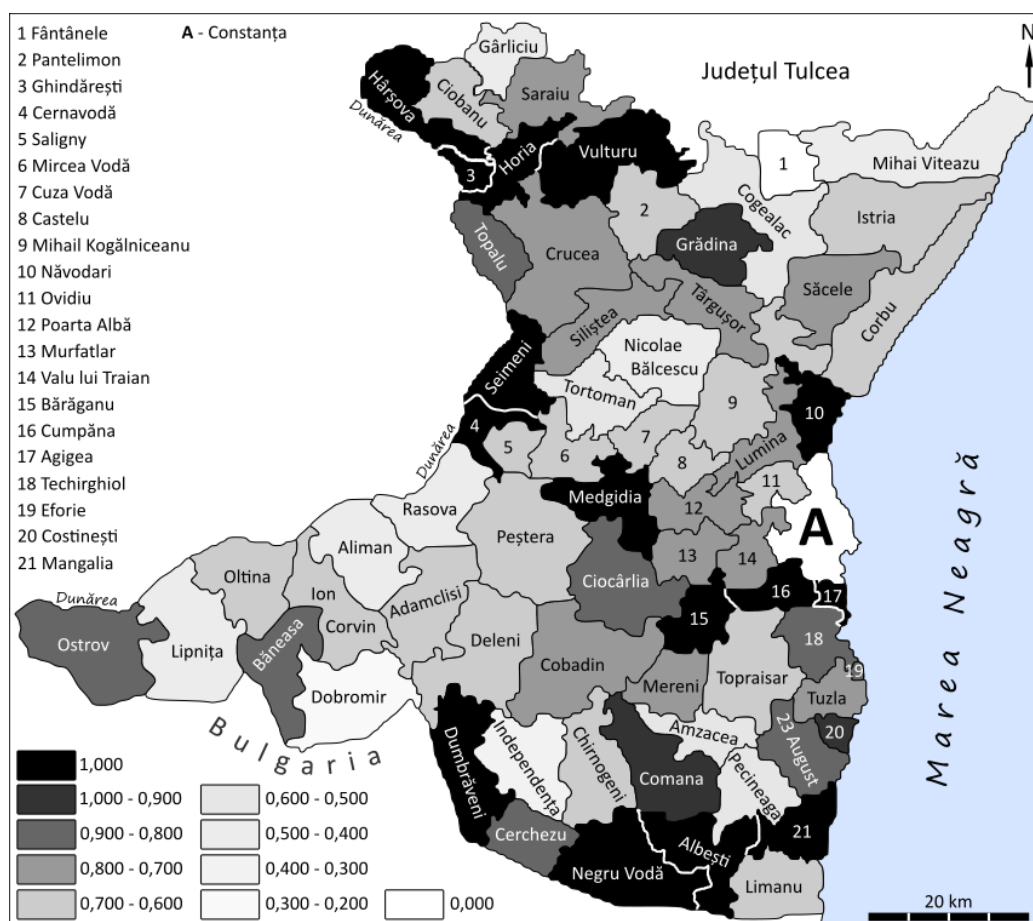 1 Fântânele
2 Pantelimon
3 Ghindărești
4 Cernavodă
5 Saligny
6 Mircea Vodă
7 Cuza Vodă
8 Castelu
9 Mihail Kogălniceanu
10 Năvodari
11 Ovidiu
12 Poarta Albă
13 Murfatlar
14 Valu lui Traian
15 Bărăganu
16 Cumpăna
17 Agigea
18 Techirghiol
19 Eforie
20 Costinești
21 Mangalia
A - Constanța
Județul Tulcea
N
Gârliciu
Hârșova
Ciobanu
Saraiu
Dunărea
Horia
Vulturu
3
1
Mihai Viteazu
2
Cogealac
Istria
Topalu
Crucea
Grădina
Târgușor
Săcele
Corbu
Siliștea
Nicolae
Bălcescu
Seimeni
Tortoman
9
10
4
5
6
7
8
Lumina
Dunărea
11
Medgidia
12
A
Rasova
Peștera
13
14
Aliman
Ciocârlia
16
17
Oltina
Ion
Corvin
Adamclisi
15
18
Dunărea
Ostrov
Lipnița
Băneasa
Deleni
Cobadin
Mereni
Topraisar
19
Tuzla
Dobromir
20
23 August
Bulgaria
Dumbrăveni
Independența
Chirnogeni
Amzacea
Comana
Pecineaga
21
Cerchezu
Negru Vodă
Albești
Limanu
Marea Neagră
1,000
1,000 - 0,900
0,900 - 0,800
0,800 - 0,700
0,700 - 0,600
0,600 - 0,500
0,500 - 0,400
0,400 - 0,300
0,300 - 0,200
0,000
20 km